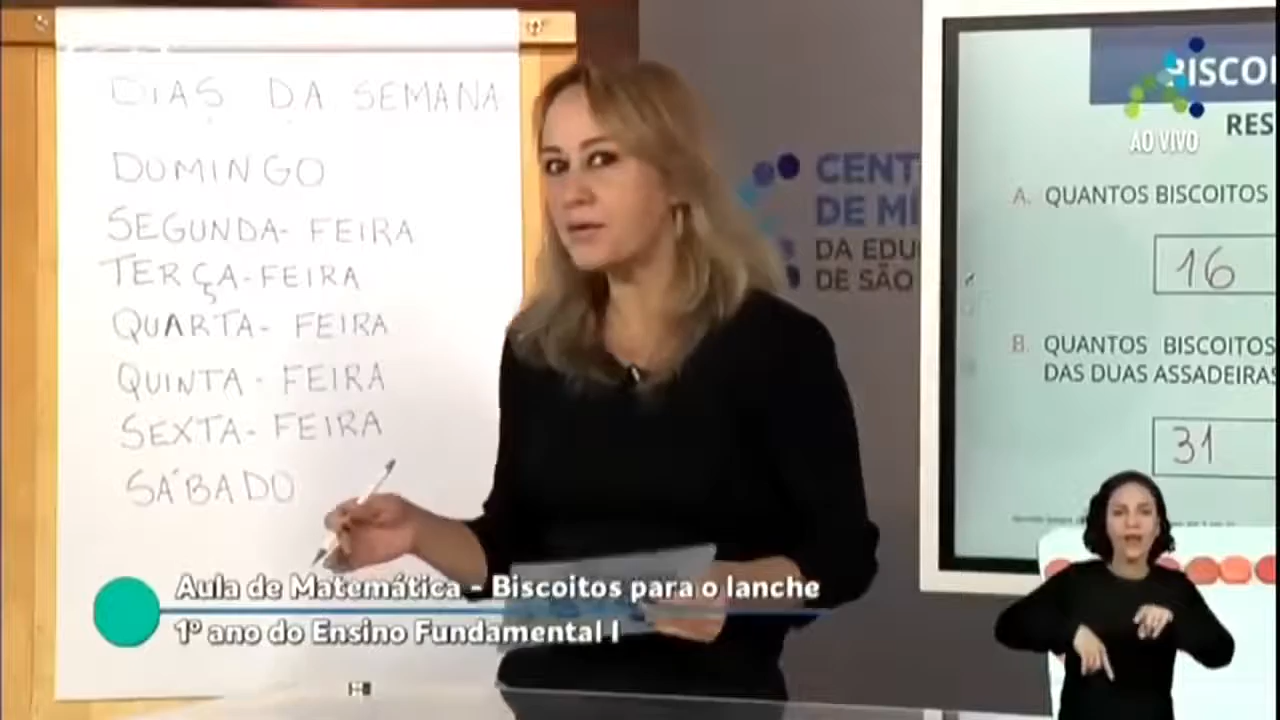 DIAS DA SEMANA
DOMINGO
SEGUNDA- FEIRA
TERÇA-FEIRA
QUARTA- FEIRA
QUINTA - FEIRA
SEXTA- FEIRA
SÁBADO
CENT
DE MÍ
DA EDU
DE SÃO
BISCOI
AO VIVO
RES
A. QUANTOS BISCOITOS
16
B. QUANTOS BISCOITOS
DAS DUAS ASSADEIRAS
31
Aula de Matemática - Biscoitos para o lanche
1º ano do Ensino Fundamental I